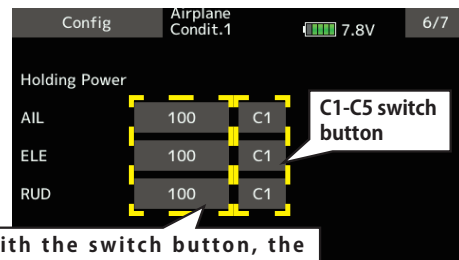 Config Airplane Condit.1 7.8V 6/7
Holding Power
AIL 100 C1
ELE 100 C1
RUD 100 C1
C1-C5 switch
button
with the switch button, the